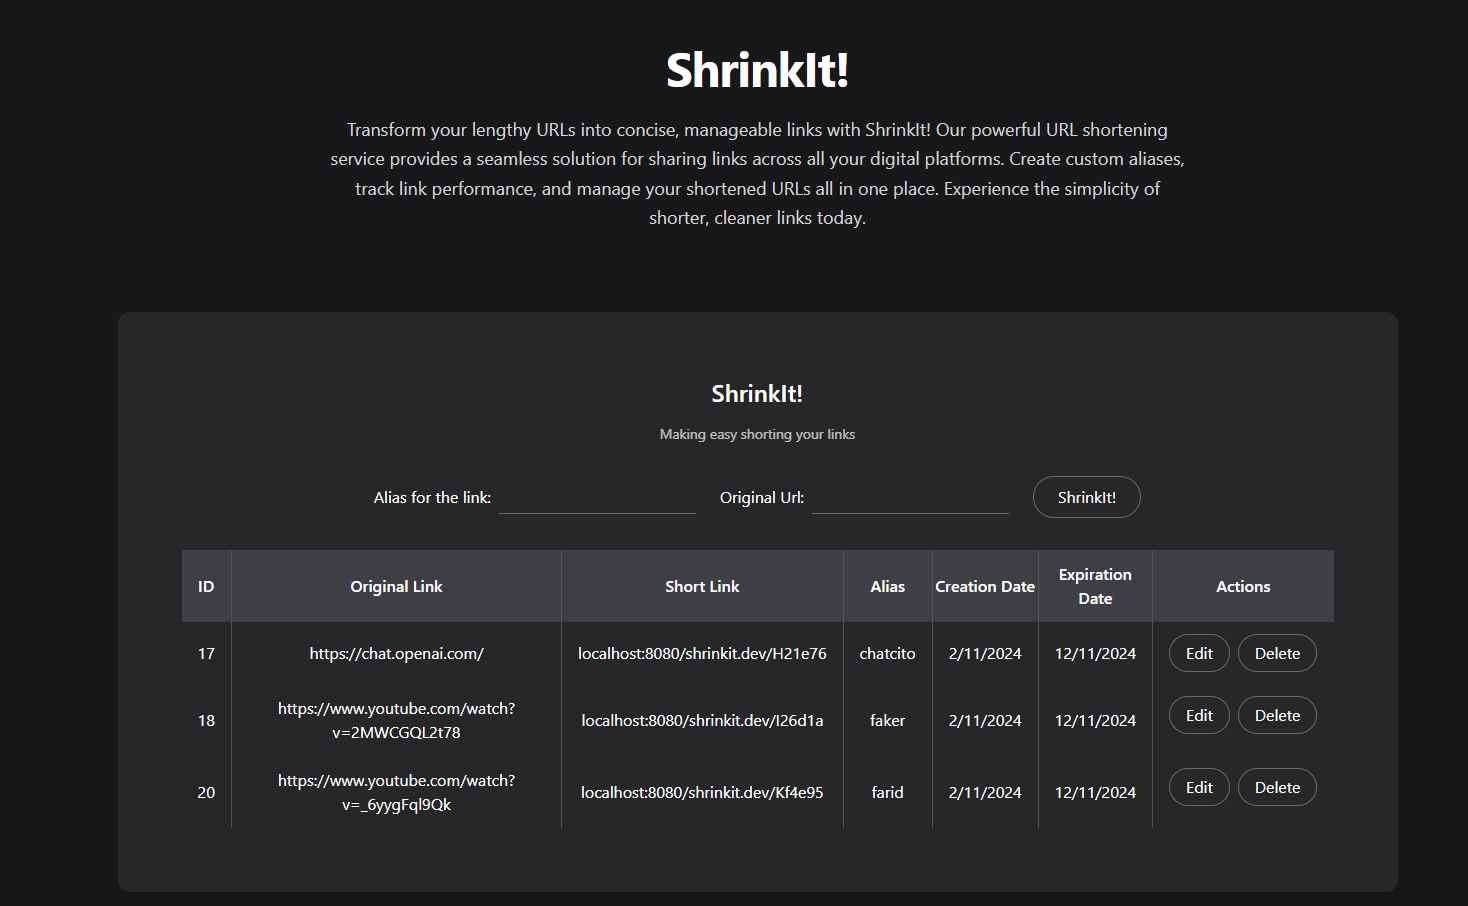 ShrinkIt!
Transform your lengthy URLs into concise, manageable links with ShrinkIt! Our powerful URL shortening
service provides a seamless solution for sharing links across all your digital platforms. Create custom aliases,
track link performance, and manage your shortened URLs all in one place. Experience the simplicity of
shorter, cleaner links today.
ShrinkIt!
Making easy shorting your links
Alias for the link: Original Url: ShrinkIt!
ID Original Link Short Link Alias Creation Date Expiration Date Actions
17 https://chat.openai.com/ localhost:8080/shrinkit.dev/H21e76 chatcito 2/11/2024 12/11/2024 Edit Delete
18 https://www.youtube.com/watch?v=2MWCGQL2t78 localhost:8080/shrinkit.dev/I26d1a faker 2/11/2024 12/11/2024 Edit Delete
20 https://www.youtube.com/watch?v=_6yygFql9Qk localhost:8080/shrinkit.dev/Kf4e95 farid 2/11/2024 12/11/2024 Edit Delete